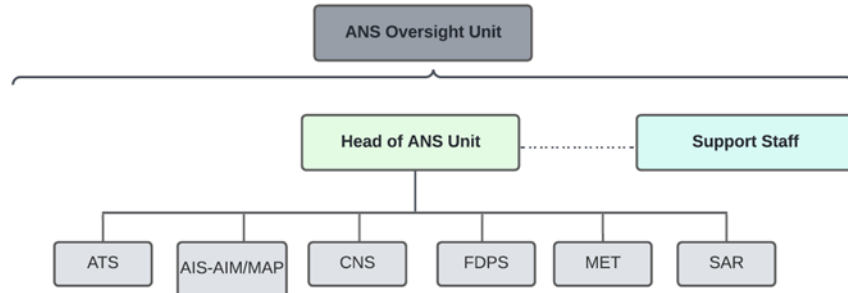 ANS Oversight Unit
Head of ANS Unit
Support Staff
ATS
AIS-AIM/MAP
CNS
FDPS
MET
SAR